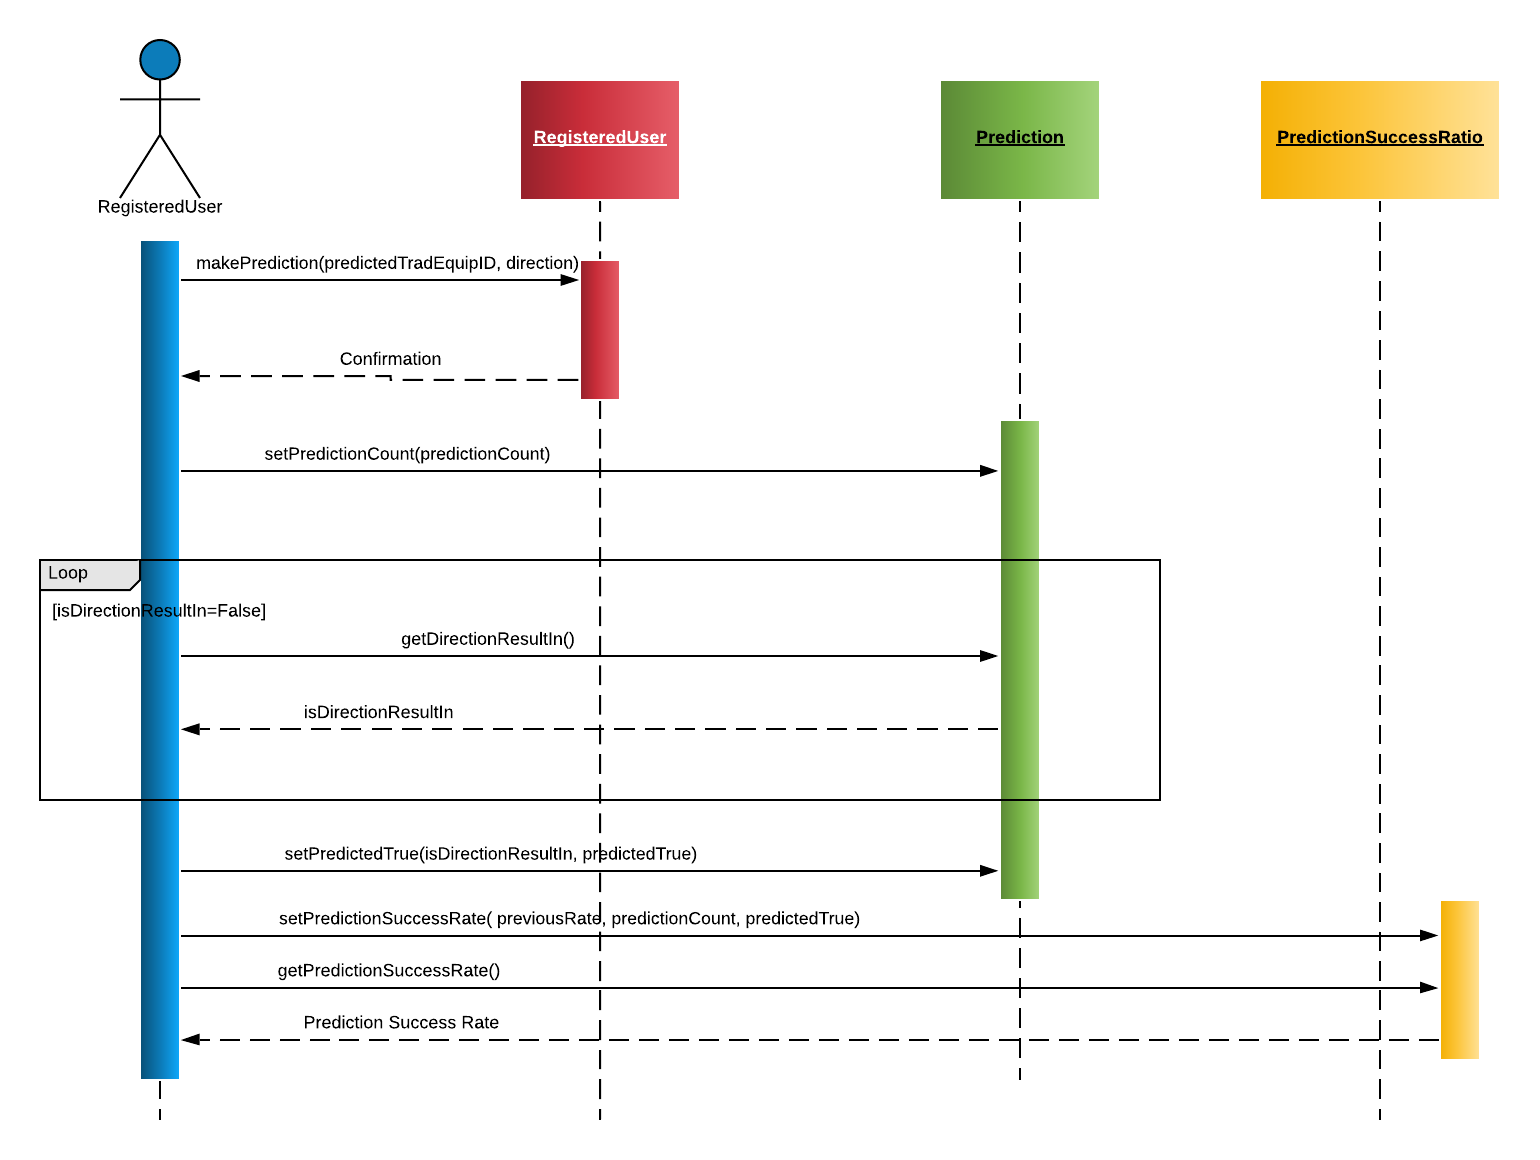 RegisteredUser
Prediction
PredictionSuccessRatio
RegisteredUser
makePrediction(predictedTradEquipID, direction)
Confirmation
setPredictionCount(predictionCount)
Loop
[isDirectionResultIn=False]
getDirectionResultIn()
isDirectionResultIn
setPredictedTrue(isDirectionResultIn, predictedTrue)
setPredictionSuccessRate( previousRate, predictionCount, predictedTrue)
getPredictionSuccessRate()
Prediction Success Rate